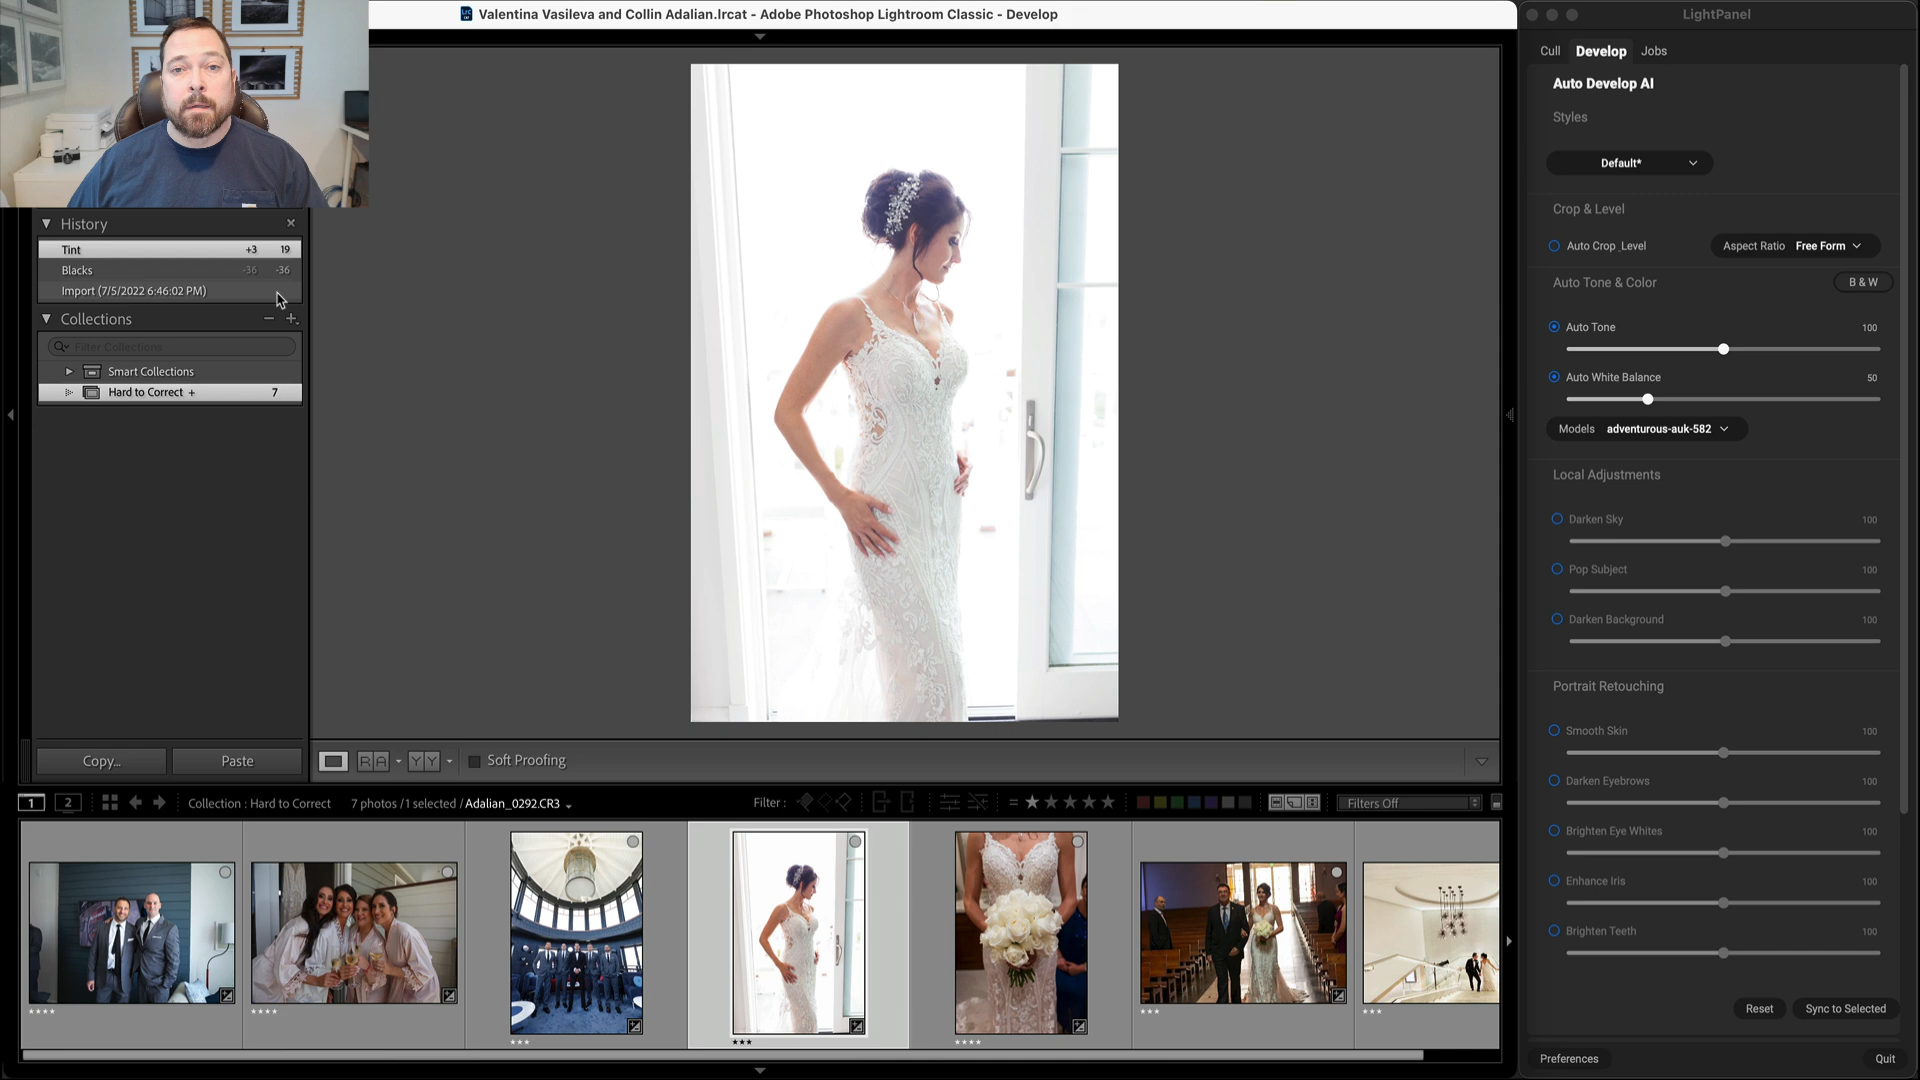 Valentina Vasileva and Collin Adalian.lrcat - Adobe Photoshop Lightroom Classic - Develop
LightPanel
Cull Develop Jobs
Auto Develop AI
Styles
Default*
Crop & Level
Auto Crop Level Aspect Ratio Free Form
Auto Tone & Color B & W
Auto Tone 100
Auto White Balance 50
Models adventurous-auk-582
Local Adjustments
Darken Sky 100
Pop Subject 100
Darken Background 100
Portrait Retouching
Smooth Skin 100
Darken Eyebrows 100
Brighten Eye Whites 100
Enhance Iris 100
Brighten Teeth 100
Reset Sync to Selected
Preferences Quit
History
Tint +3 19
Blacks -36 -36
Import (7/5/2022 6:46:02 PM)
Collections
Filter Collections
Smart Collections
Hard to Correct + 7
Copy... Paste
R A Y Y Soft Proofing
1 2 Collection : Hard to Correct 7 photos /1 selected / Adalian_0292.CR3 Filter : Filters Off